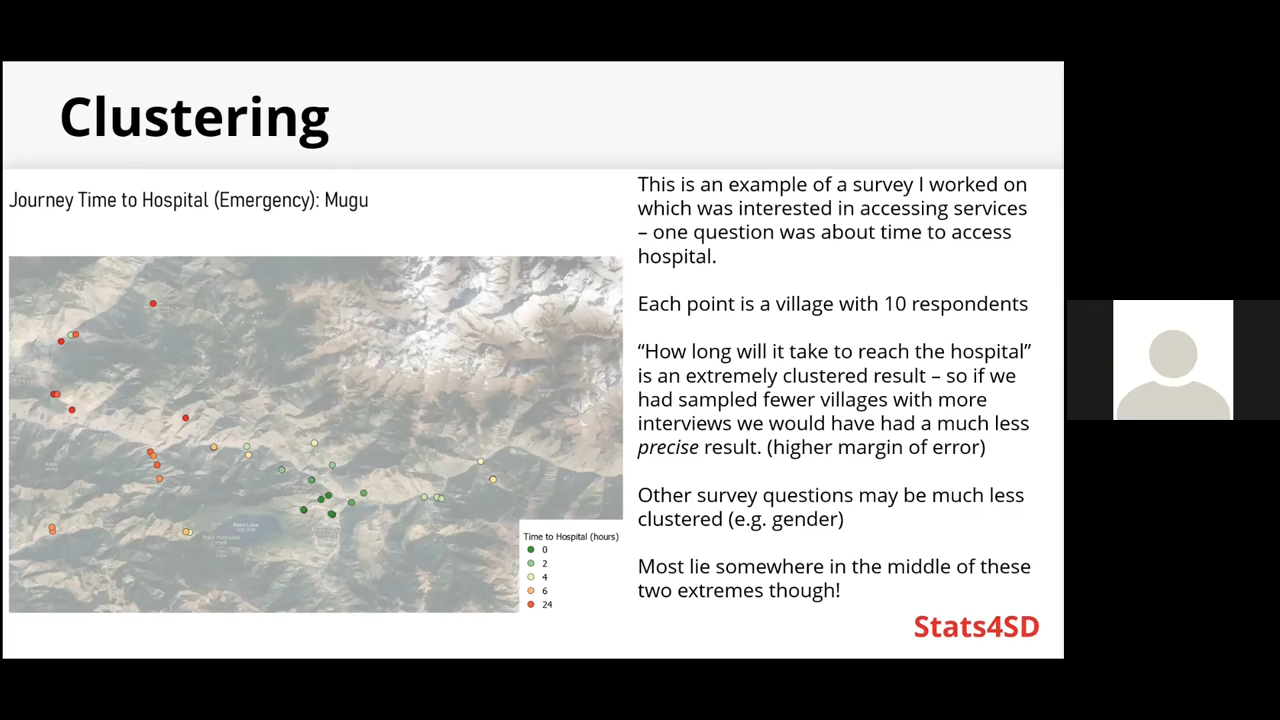 Clustering
Journey Time to Hospital (Emergency): Mugu
This is an example of a survey I worked on
which was interested in accessing services
– one question was about time to access
hospital.
Each point is a village with 10 respondents
“How long will it take to reach the hospital”
is an extremely clustered result – so if we
had sampled fewer villages with more
interviews we would have had a much less
precise result. (higher margin of error)
Other survey questions may be much less
clustered (e.g. gender)
Most lie somewhere in the middle of these
two extremes though!
Time to Hospital (hours)
0
2
4
6
24
Stats4SD